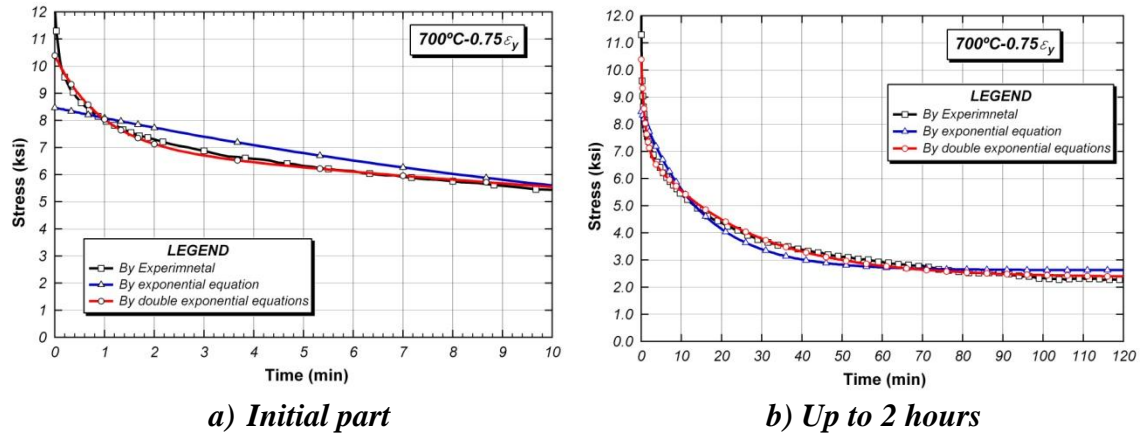 12
11
10
9
8
7
6
5
4
3
2
1
0
Stress (ksi)
700ºC-0.75εy
LEGEND
By Experimnetal
By exponential equation
By double exponential equations
0 1 2 3 4 5 6 7 8 9 10
Time (min)
a) Initial part
12.0
11.0
10.0
9.0
8.0
7.0
6.0
5.0
4.0
3.0
2.0
1.0
0.0
Stress (ksi)
700ºC-0.75εy
LEGEND
By Experimnetal
By exponential equation
By double exponential equations
0 10 20 30 40 50 60 70 80 90 100 110 120
Time (min)
b) Up to 2 hours